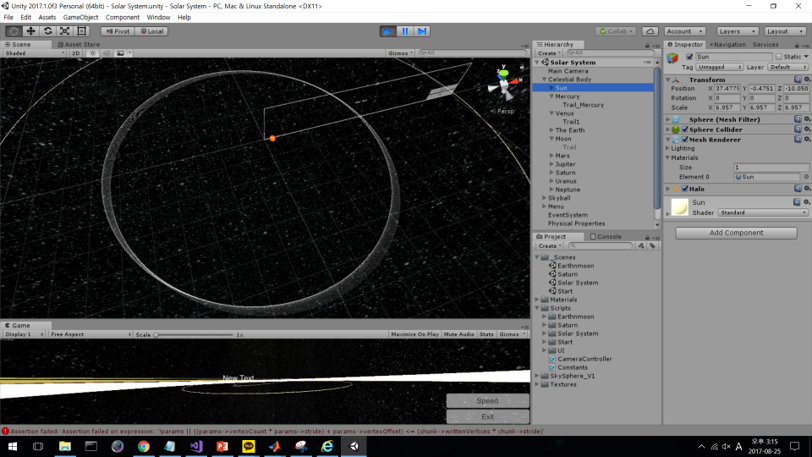 Unity 2017.1.0f3 Personal (64bit) - Solar System.unity - Solar System - PC, Mac & Linux Standalone <DX11>
File Edit Assets GameObject Component Window Help
Pivot Local Collab Account Layers Layout
Scene Asset Store
Shaded 2D Gizmos All
y
x
< Persp
Game
Display 1 Free Aspect Scale 1x Maximize On Play Mute Audio Stats Gizmos
New Text
Speed
Exit
Hierarchy
Create All
Solar System
Main Camera
Celestial Body
Sun
Mercury
Trail_Mercury
Venus
Trail1
The Earth
Moon
Trail
Mars
Jupiter
Saturn
Uranus
Neptune
Skyball
Menu
EventSystem
Physical Properties
Project Console
Create
_Scenes
Earthnmoon
Saturn
Solar System
Start
Materials
Scripts
Earthnmoon
Saturn
Solar System
Start
UI
CameraController
Constants
SkySphere_V1
Textures
Inspector Navigation Services
Sun Static
Tag Untagged Layer Default
Transform
Position X 37.4779 Y -0.4751 Z -10.050
Rotation X 0 Y 0 Z 0
Scale X 6.957 Y 6.957 Z 6.957
Sphere (Mesh Filter)
Sphere Collider
Mesh Renderer
Lighting
Materials
Size 1
Element 0 Sun
Halo
Sun
Shader Standard
Add Component
Assertion failed: Assertion failed on expression: '!params || ((params->vertexCount * params->stride) + params->vertexOffset) <= (chunk->writtenVertices * chunk->stride)'
A 오후 3:15
2017-08-25